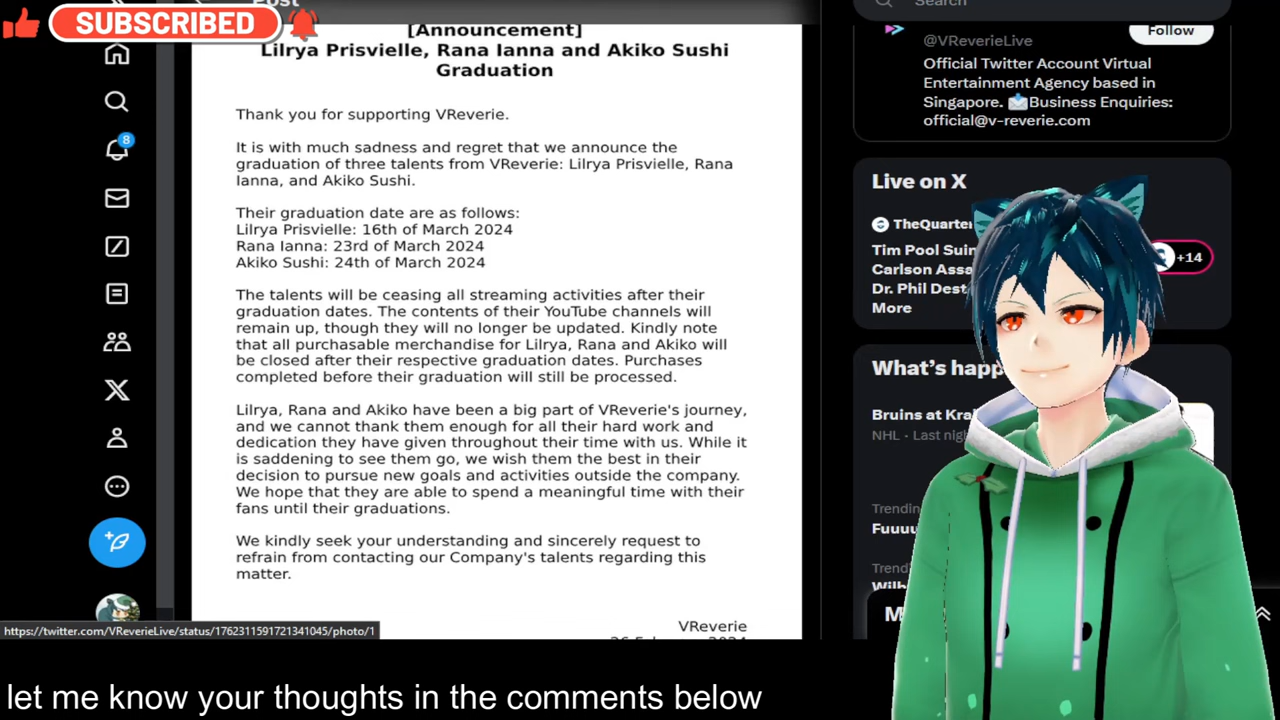 SUBSCRIBED
Post
[Announcement]
Lilrya Prisvielle, Rana Ianna and Akiko Sushi
Graduation
Thank you for supporting VReverie.
It is with much sadness and regret that we announce the
graduation of three talents from VReverie: Lilrya Prisvielle, Rana
Ianna, and Akiko Sushi.
Their graduation date are as follows:
Lilrya Prisvielle: 16th of March 2024
Rana Ianna: 23rd of March 2024
Akiko Sushi: 24th of March 2024
The talents will be ceasing all streaming activities after their
graduation dates. The contents of their YouTube channels will
remain up, though they will no longer be updated. Kindly note
that all purchasable merchandise for Lilrya, Rana and Akiko will
be closed after their respective graduation dates. Purchases
completed before their graduation will still be processed.
Lilrya, Rana and Akiko have been a big part of VReverie's journey,
and we cannot thank them enough for all their hard work and
dedication they have given throughout their time with us. While it
is saddening to see them go, we wish them the best in their
decision to pursue new goals and activities outside the company.
We hope that they are able to spend a meaningful time with their
fans until their graduations.
We kindly seek your understanding and sincerely request to
refrain from contacting our Company's talents regarding this
matter.
VReverie
8
https://twitter.com/VReverieLive/status/1762311591721341045/photo/1
Search
@VReverieLive
Follow
Official Twitter Account Virtual
Entertainment Agency based in
Singapore. Business Enquiries:
official@v-reverie.com
Live on X
TheQuarter
Tim Pool Sui
+14
Carlson Assa
Dr. Phil Dest
More
What's happ
Bruins at Kra
NHL · Last nigh
Trending
Fuuu
Trend
let me know your thoughts in the comments below